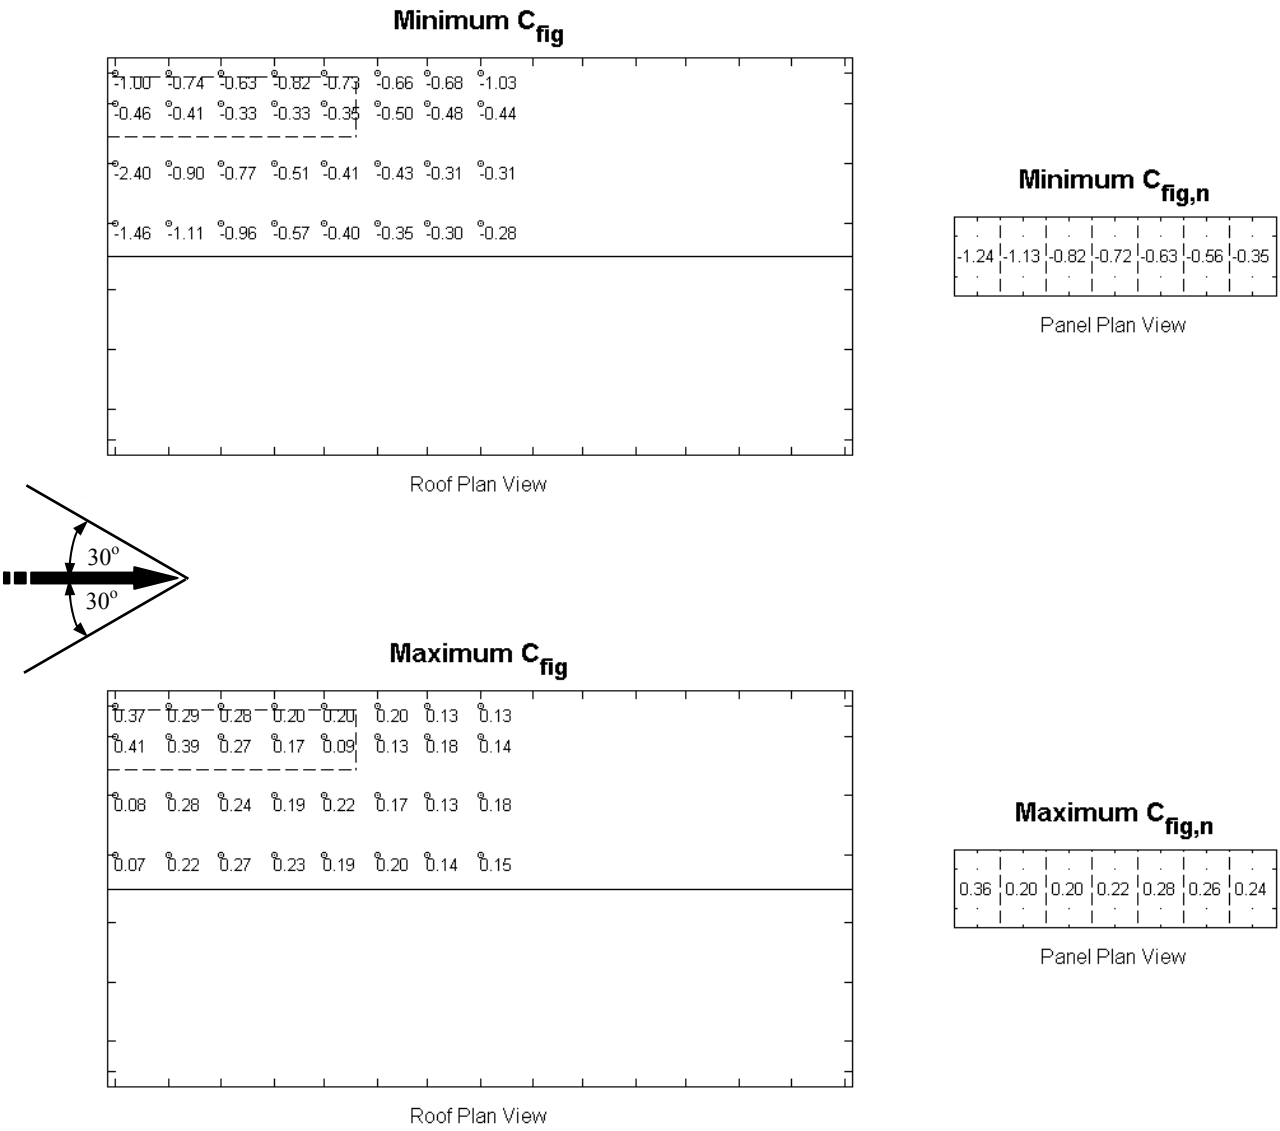 Minimum Cfig
-1.00 -0.74 -0.63 -0.82 -0.73 -0.66 -0.68 -1.03
-0.46 -0.41 -0.33 -0.33 -0.35 -0.50 -0.48 -0.44
-2.40 -0.90 -0.77 -0.51 -0.41 -0.43 -0.31 -0.31
-1.46 -1.11 -0.96 -0.57 -0.40 -0.35 -0.30 -0.28
Roof Plan View
Minimum Cfig,n
-1.24 -1.13 -0.82 -0.72 -0.63 -0.56 -0.35
Panel Plan View
30º
30º
Maximum Cfig
0.37 0.29 0.28 0.20 0.20 0.20 0.13 0.13
0.41 0.39 0.27 0.17 0.09 0.13 0.18 0.14
0.08 0.28 0.24 0.19 0.22 0.17 0.13 0.18
0.07 0.22 0.27 0.23 0.19 0.20 0.14 0.15
Roof Plan View
Maximum Cfig,n
0.36 0.20 0.20 0.22 0.28 0.26 0.24
Panel Plan View